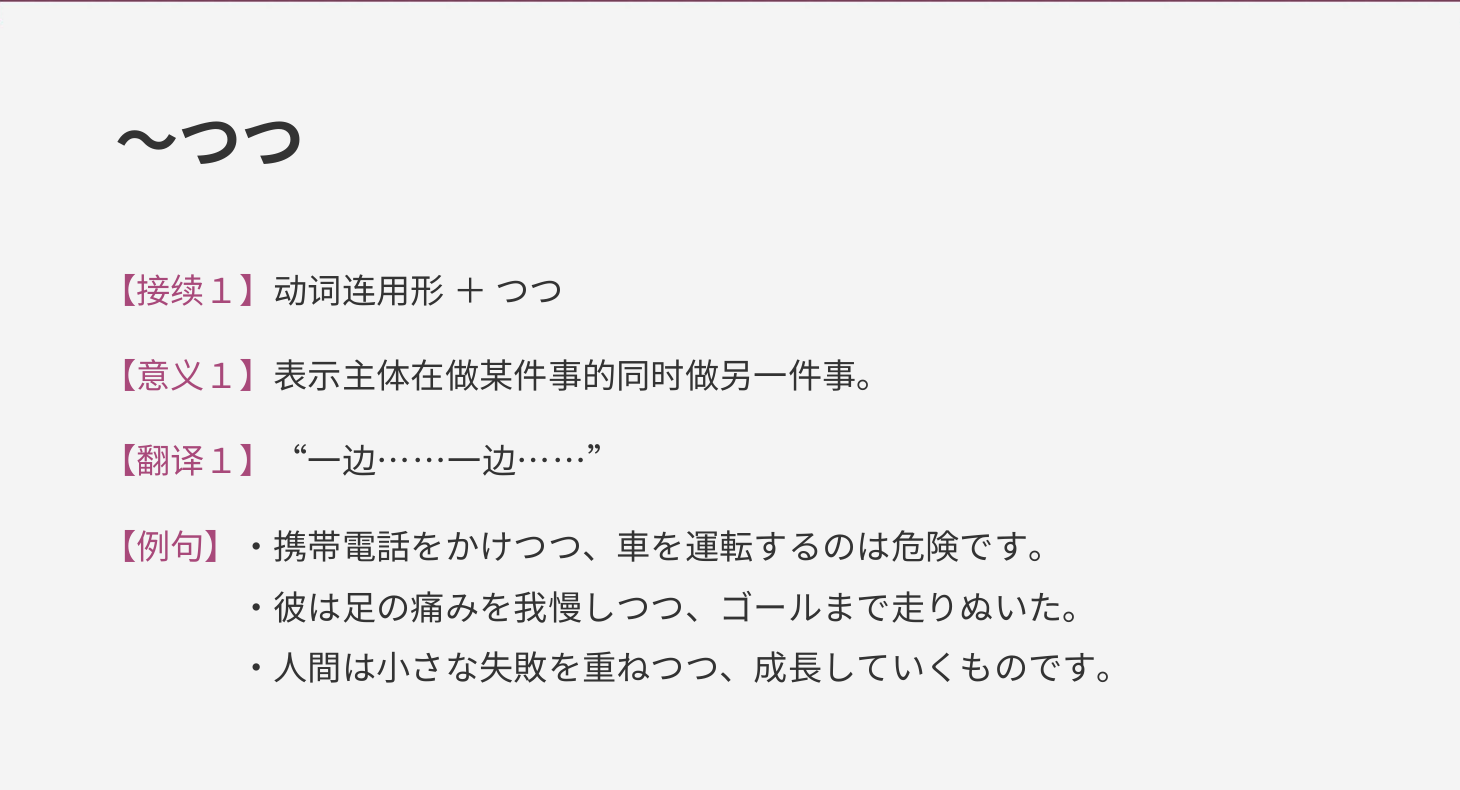 ～つつ
【接续１】动词连用形 ＋ つつ
【意义１】表示主体在做某件事的同时做另一件事。
【翻译１】 “一边……一边……”
【例句】・携帯電話をかけつつ、車を運転するのは危険です。
・彼は足の痛みを我慢しつつ、ゴールまで走りぬいた。
・人間は小さな失敗を重ねつつ、成長していくものです。